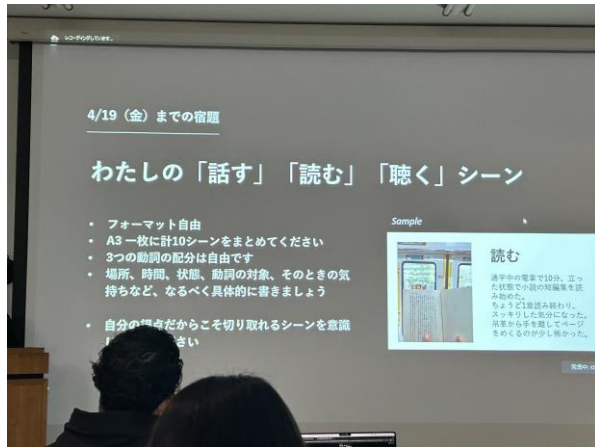 レコーディングしています...
4/19（金）までの宿題
わたしの「話す」「読む」「聴く」シーン
・ フォーマット自由
・ A3 一枚に計10シーンをまとめてください
・ 3つの動詞の配分は自由です
・ 場所、時間、状態、動詞の対象、そのときの気
持ちなど、なるべく具体的に書きましょう
・ 自分の視点だからこそ切り取れるシーンを意識
さい
Sample
読む
通学中の電車で10分、立っ
た状態で小説の短編集を読
み始めた。
ちょうど1章読み終わり、
スッキリした気分になった。
吊革から手を離してページ
をめくるのが少し怖かった。